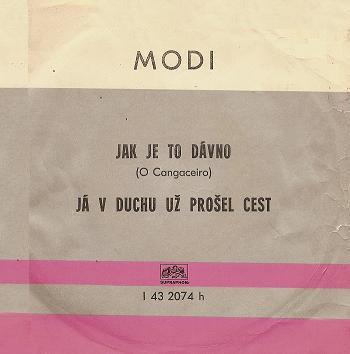 MODI
JAK JE TO DÁVNO
(O Cangaceiro)
JÁ V DUCHU UŽ PROŠEL CEST
SUPRAPHON
1 43 2074 h